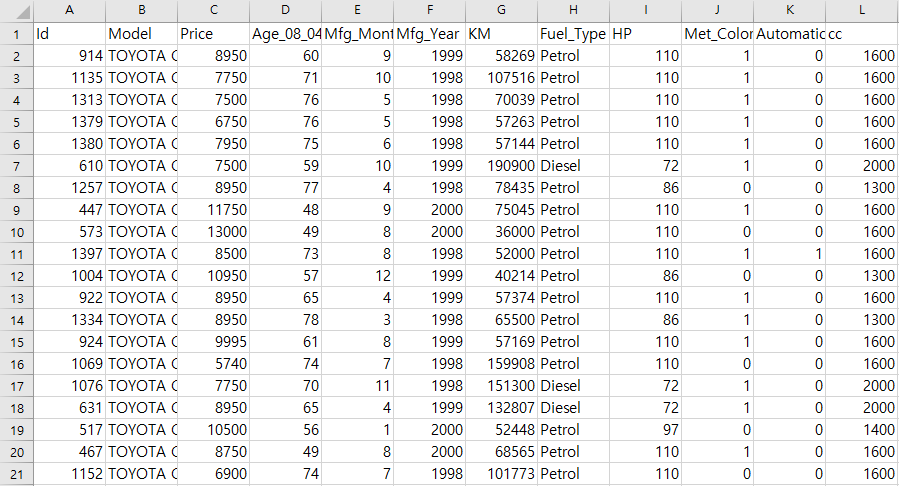 A B C D E F G H I J K L
1 Id Model Price Age_08_04 Mfg_Mont Mfg_Year KM Fuel_Type HP Met_Color Automatic cc
2 914 TOYOTA C 8950 60 9 1999 58269 Petrol 110 1 0 1600
3 1135 TOYOTA C 7750 71 10 1998 107516 Petrol 110 1 0 1600
4 1313 TOYOTA C 7500 76 5 1998 70039 Petrol 110 1 0 1600
5 1379 TOYOTA C 6750 76 5 1998 57263 Petrol 110 1 0 1600
6 1380 TOYOTA C 7950 75 6 1998 57144 Petrol 110 1 0 1600
7 610 TOYOTA C 7500 59 10 1999 190900 Diesel 72 1 0 2000
8 1257 TOYOTA C 8950 77 4 1998 78435 Petrol 86 0 0 1300
9 447 TOYOTA C 11750 48 9 2000 75045 Petrol 110 1 0 1600
10 573 TOYOTA C 13000 49 8 2000 36000 Petrol 110 0 0 1600
11 1397 TOYOTA C 8500 73 8 1998 52000 Petrol 110 1 1 1600
12 1004 TOYOTA C 10950 57 12 1999 40214 Petrol 86 0 0 1300
13 922 TOYOTA C 8950 65 4 1999 57374 Petrol 110 1 0 1600
14 1334 TOYOTA C 8950 78 3 1998 65500 Petrol 86 1 0 1300
15 924 TOYOTA C 9995 61 8 1999 57169 Petrol 110 1 0 1600
16 1069 TOYOTA C 5740 74 7 1998 159908 Petrol 110 0 0 1600
17 1076 TOYOTA C 7750 70 11 1998 151300 Diesel 72 1 0 2000
18 631 TOYOTA C 8950 65 4 1999 132807 Diesel 72 1 0 2000
19 517 TOYOTA C 10500 56 1 2000 52448 Petrol 97 0 0 1400
20 467 TOYOTA C 8750 49 8 2000 68565 Petrol 110 1 0 1600
21 1152 TOYOTA C 6900 74 7 1998 101773 Petrol 110 0 0 1600